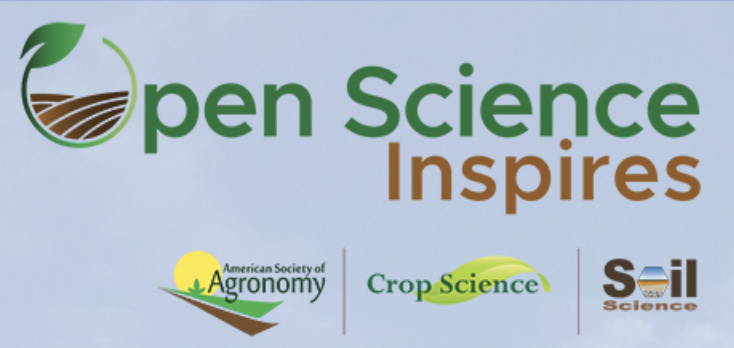 Open Science
Inspires
American Society of
Agronomy
Crop Science
Soil
Science